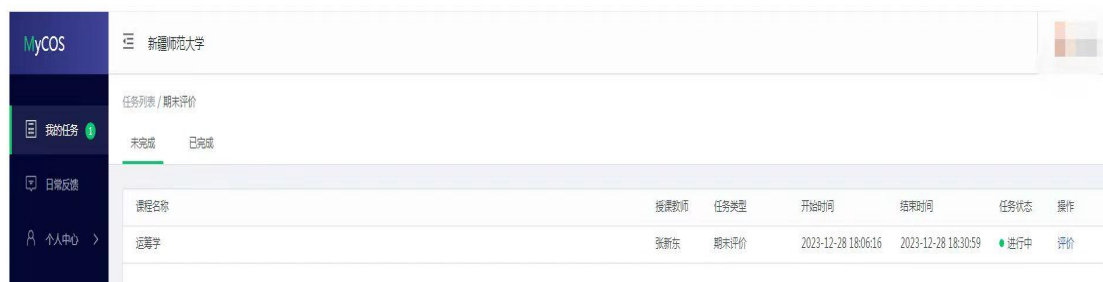 MyCOS
新疆师范大学
任务列表 / 期末评价
我的任务 1
未完成 已完成
日常反馈
课程名称 授课教师 任务类型 开始时间 结束时间 任务状态 操作
个人中心
运筹学 张新东 期末评价 2023-12-28 18:06:16 2023-12-28 18:30:59 进行中 评价